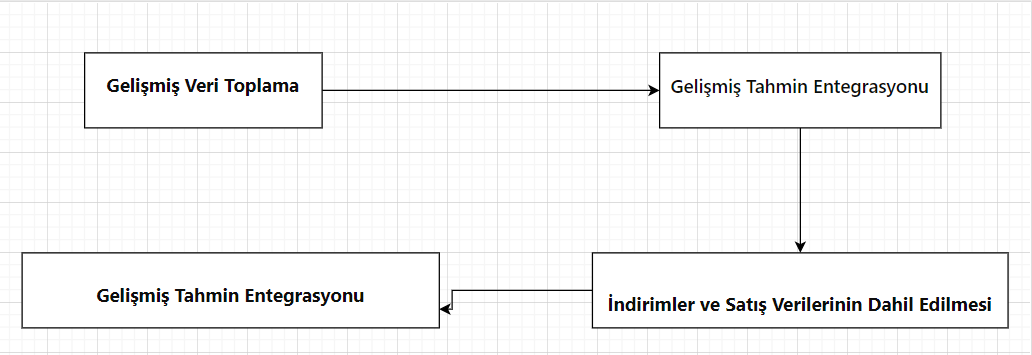 Gelişmiş Veri Toplama
Gelişmiş Tahmin Entegrasyonu
Gelişmiş Tahmin Entegrasyonu
İndirimler ve Satış Verilerinin Dahil Edilmesi